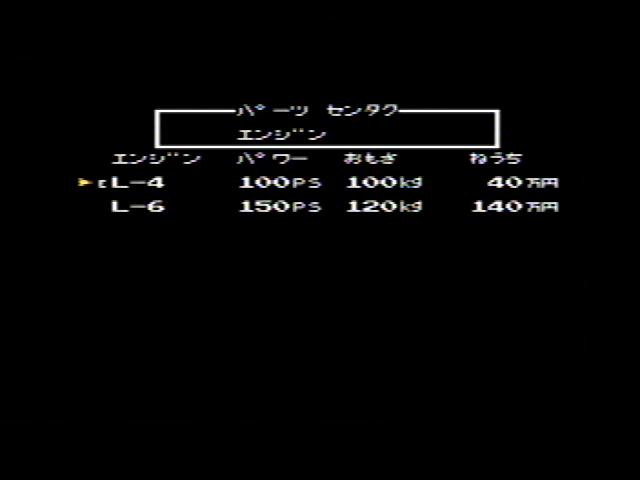 パーツ センタク
エンジン
エンジン パワー おもさ ねうち
►cL-4 100PS 100kg 40万円
L-6 150PS 120kg 140万円